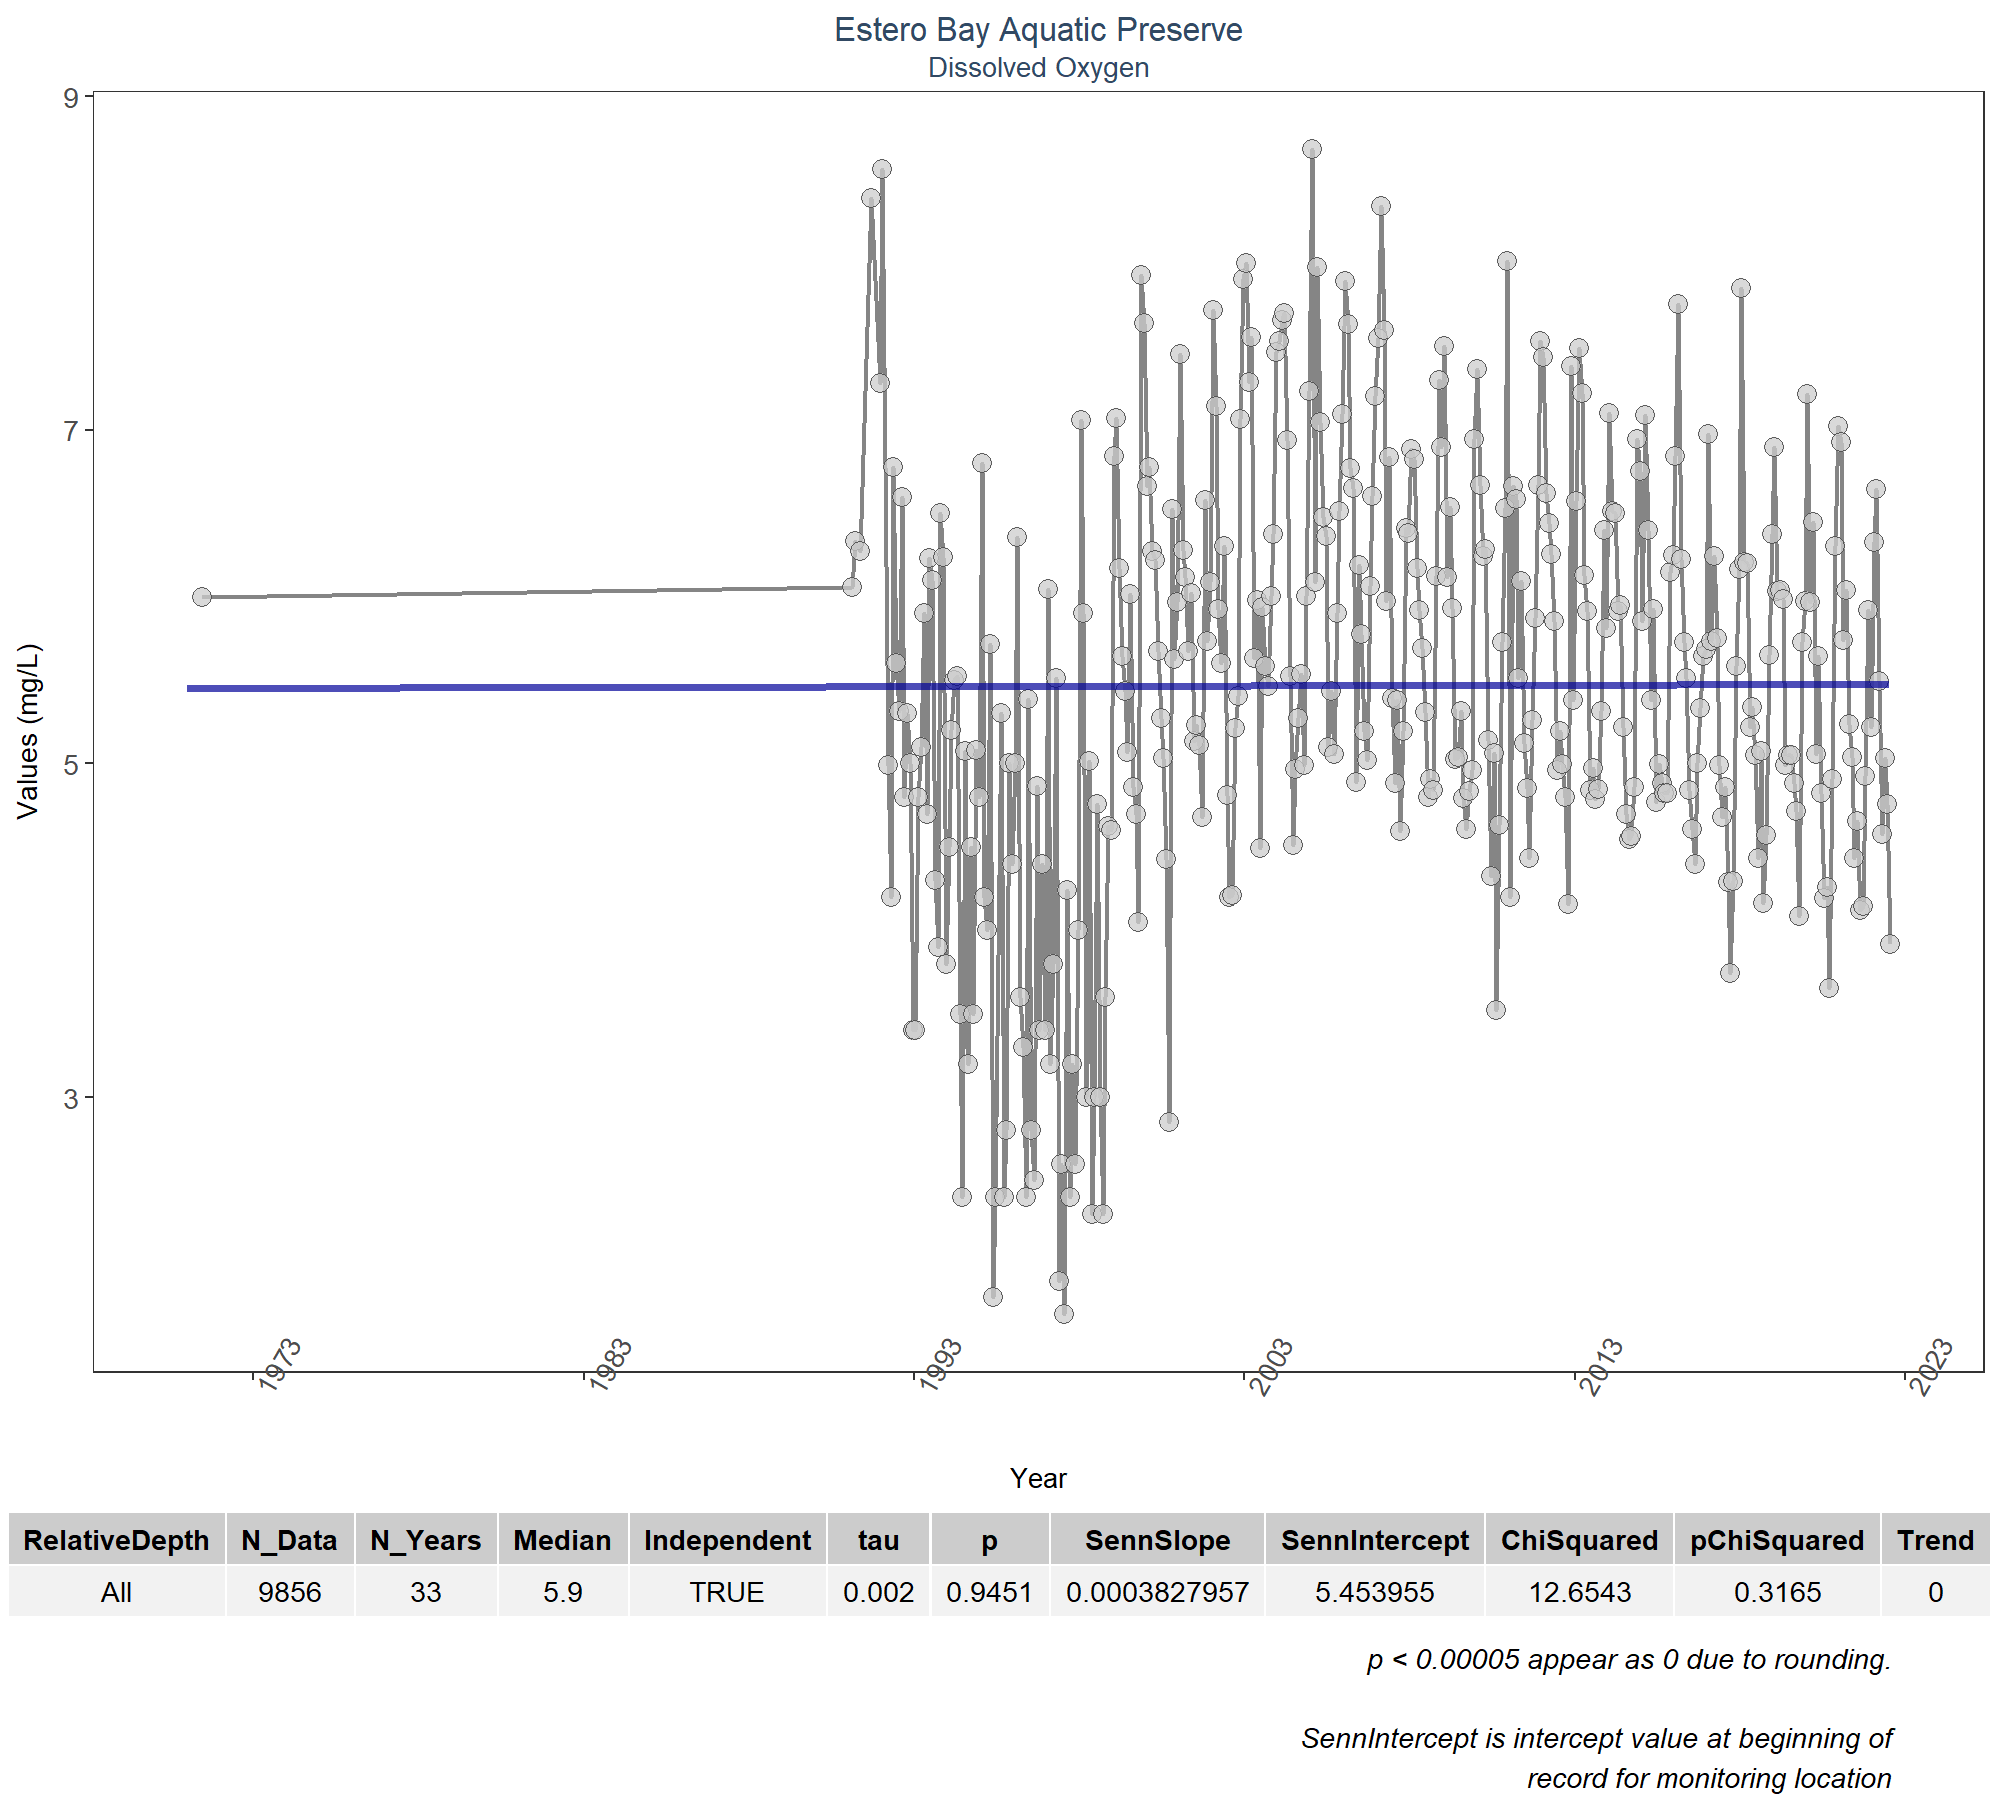 Estero Bay Aquatic Preserve
Dissolved Oxygen
9
7
5
3
Values (mg/L)
1973 1983 1993 2003 2013 2023
Year
RelativeDepth N_Data N_Years Median Independent tau p SennSlope SennIntercept ChiSquared pChiSquared Trend
All 9856 33 5.9 TRUE 0.002 0.9451 0.0003827957 5.453955 12.6543 0.3165 0
p < 0.00005 appear as 0 due to rounding.
SennIntercept is intercept value at beginning of
record for monitoring location